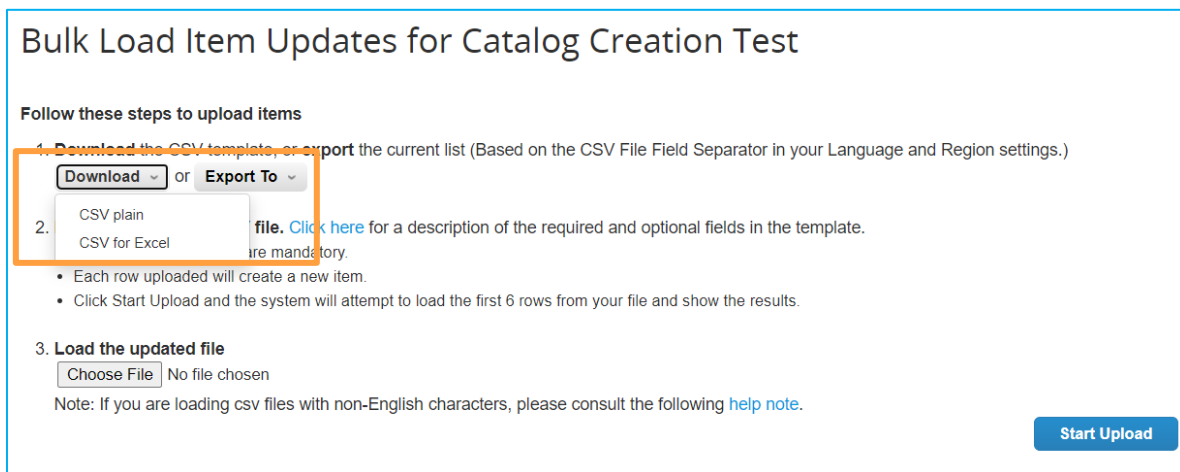 Bulk Load Item Updates for Catalog Creation Test
Follow these steps to upload items
1. Download the CSV template, or export the current list (Based on the CSV File Field Separator in your Language and Region settings.)
Download or Export To
CSV plain
CSV for Excel
2. file. Click here for a description of the required and optional fields in the template.
are mandatory.
• Each row uploaded will create a new item.
• Click Start Upload and the system will attempt to load the first 6 rows from your file and show the results.
3. Load the updated file
Choose File No file chosen
Note: If you are loading csv files with non-English characters, please consult the following help note.
Start Upload